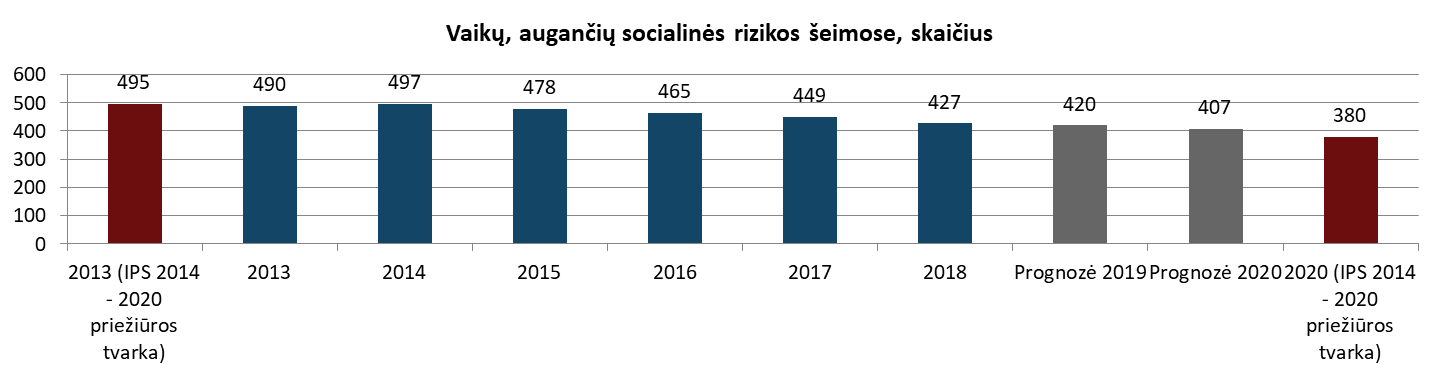 Vaikų, augančių socialinės rizikos šeimose, skaičius
600
500
400
300
200
100
0
495
490
497
478
465
449
427
420
407
380
2013 (IPS 2014
- 2020
priežiūros
tvarka)
2013
2014
2015
2016
2017
2018
Prognozė 2019
Prognozė 2020
2020 (IPS 2014
- 2020
priežiūros
tvarka)